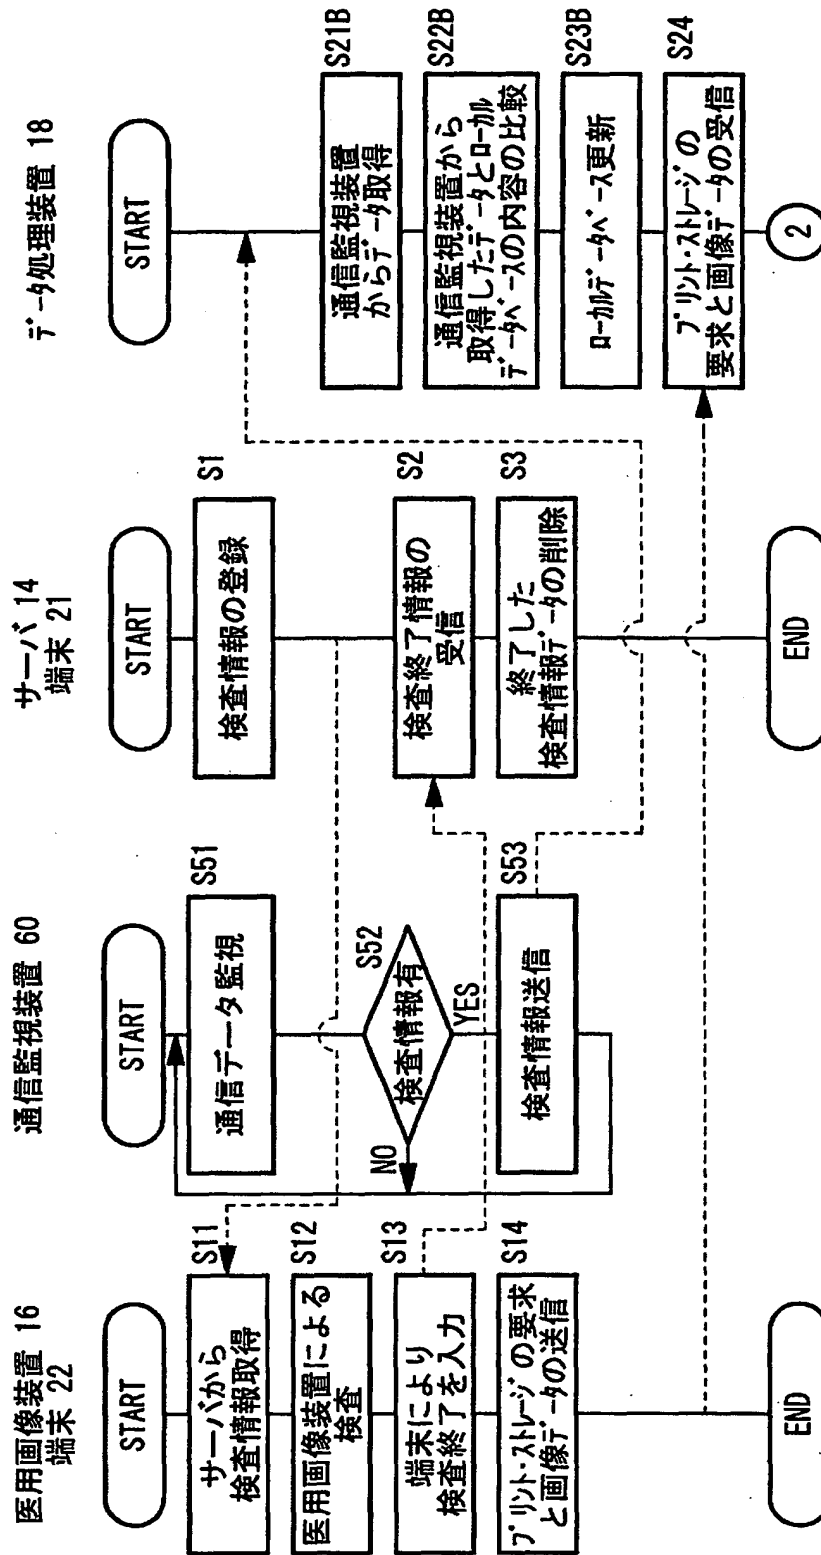 医用画像装置 16
端末 22
START
S11
サーバから
検査情報取得
S12
医用画像装置による
検査
S13
端末により
検査終了を入力
S14
プリント・ストレージの要求
と画像データの送信
END
通信監視装置 60
START
S51
通信データ監視
S52
検査情報有
NO
YES
S53
検査情報送信
サーバ 14
端末 21
START
S1
検査情報の登録
S2
検査終了情報の
受信
S3
終了した
検査情報データの削除
END
データ処理装置 18
START
S21B
通信監視装置
からデータ取得
S22B
通信監視装置から
取得したデータとローカル
データベースの内容の比較
S23B
ローカルデータベース更新
S24
プリント・ストレージの
要求と画像データの受信
2